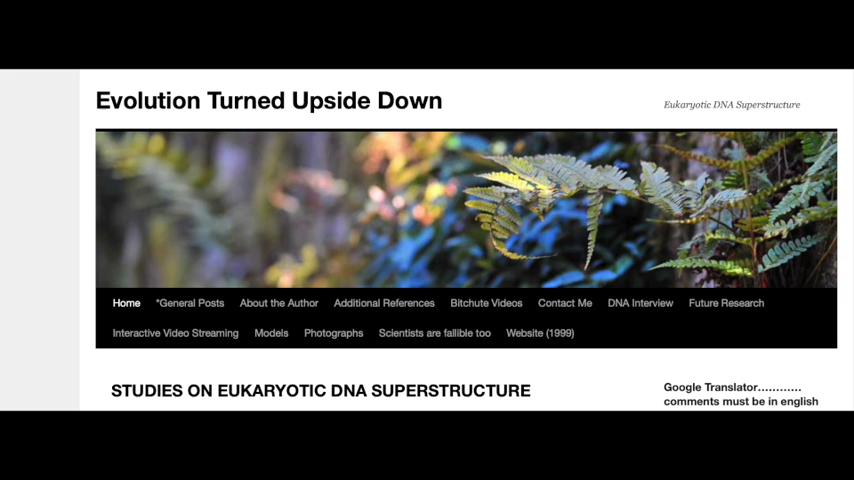 Evolution Turned Upside Down
Eukaryotic DNA Superstructure
Home *General Posts About the Author Additional References Bitchute Videos Contact Me DNA Interview Future Research
Interactive Video Streaming Models Photographs Scientists are fallible too Website (1999)
STUDIES ON EUKARYOTIC DNA SUPERSTRUCTURE
Google Translator............
comments must be in english